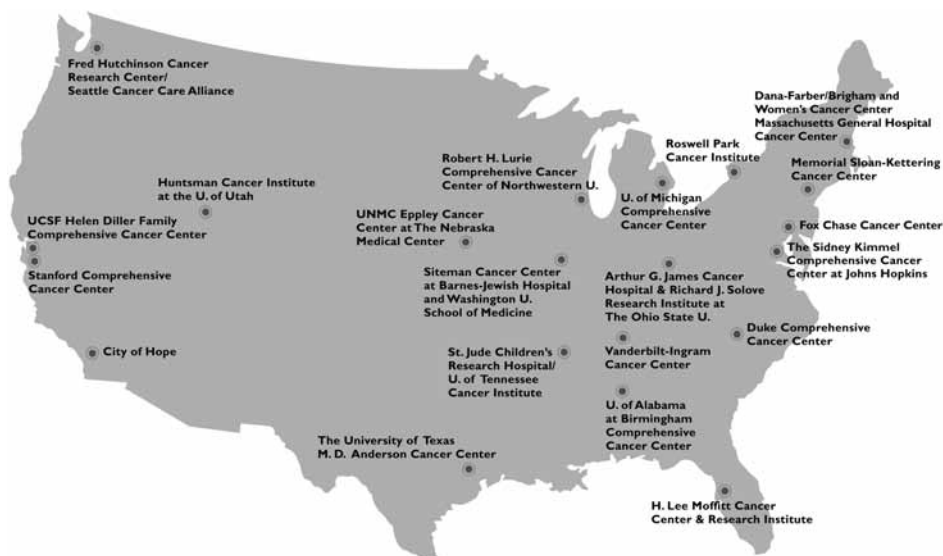 Fred Hutchinson Cancer
Research Center/
Seattle Cancer Care Alliance
Dana-Farber/Brigham and
Women's Cancer Center
Massachusetts General Hospital
Cancer Center
Roswell Park
Cancer Institute
Robert H. Lurie
Comprehensive Cancer
Center of Northwestern U.
Memorial Sloan-Kettering
Cancer Center
Huntsman Cancer Institute
at the U. of Utah
U. of Michigan
Comprehensive
Cancer Center
UNMC Eppley Cancer
Center at The Nebraska
Medical Center
UCSF Helen Diller Family
Comprehensive Cancer Center
Fox Chase Cancer Center
The Sidney Kimmel
Comprehensive Cancer
Center at Johns Hopkins
Stanford Comprehensive
Cancer Center
Siteman Cancer Center
at Barnes-Jewish Hospital
and Washington U.
School of Medicine
Arthur G. James Cancer
Hospital & Richard J. Solove
Research Institute at
The Ohio State U.
Duke Comprehensive
Cancer Center
City of Hope
St. Jude Children's
Research Hospital/
U. of Tennessee
Cancer Institute
Vanderbilt-Ingram
Cancer Center
U. of Alabama
at Birmingham
Comprehensive
Cancer Center
The University of Texas
M. D. Anderson Cancer Center
H. Lee Moffitt Cancer
Center & Research Institute